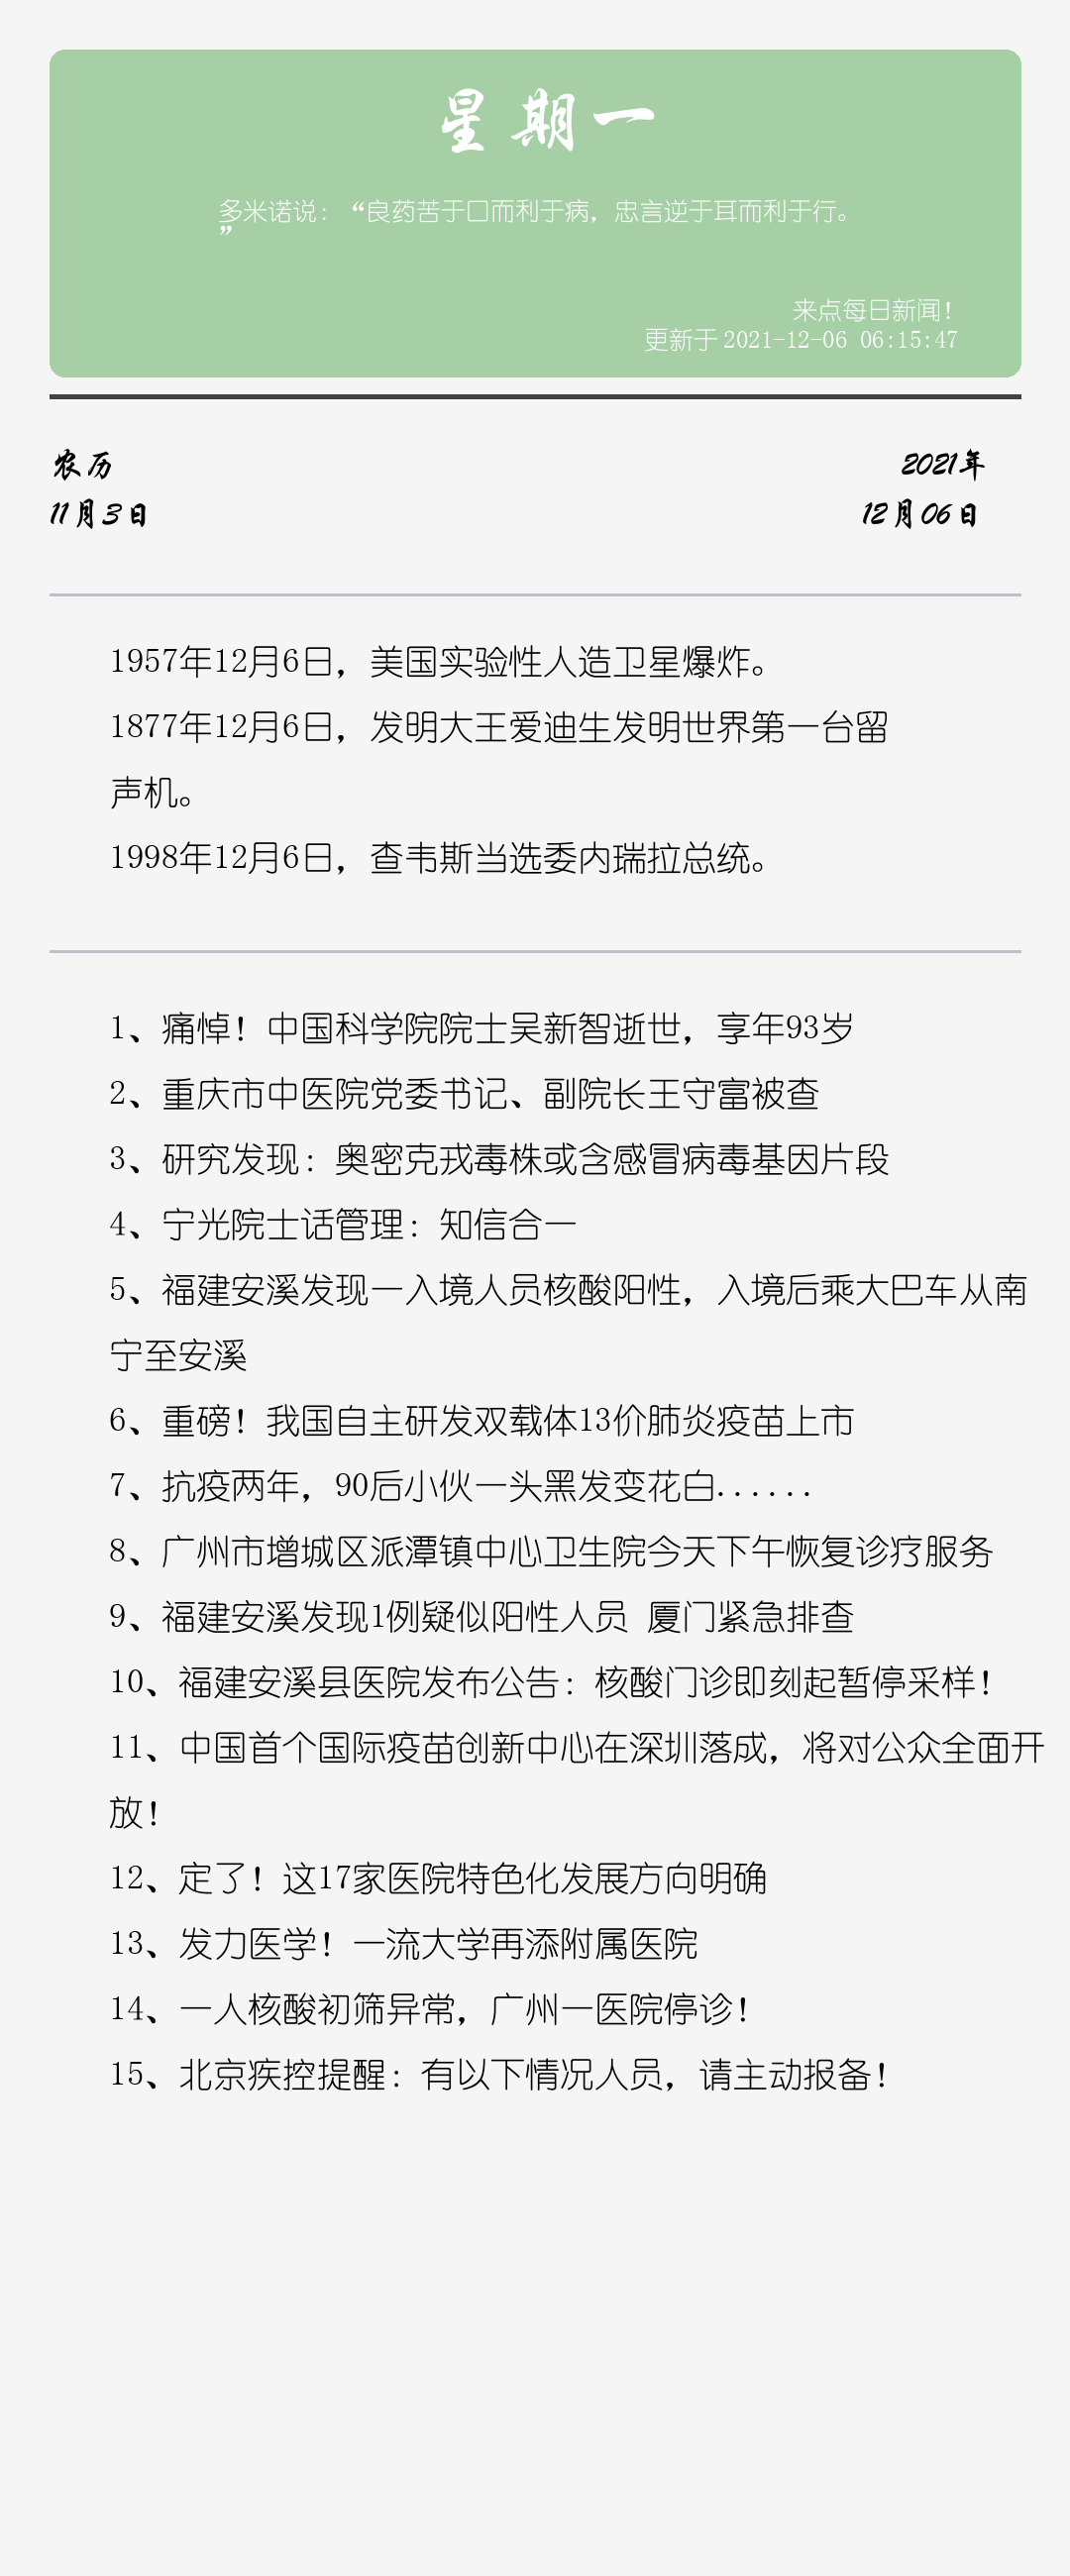 星期一
多米诺说：“良药苦于口而利于病，忠言逆于耳而利于行。
”
来点每日新闻！
更新于 2021-12-06 06:15:47
农历
2021年
11月3日
12月06日
1957年12月6日，美国实验性人造卫星爆炸。
1877年12月6日，发明大王爱迪生发明世界第一台留
声机。
1998年12月6日，查韦斯当选委内瑞拉总统。
1、痛悼！中国科学院院士吴新智逝世，享年93岁
2、重庆市中医院党委书记、副院长王守富被查
3、研究发现：奥密克戎毒株或含感冒病毒基因片段
4、宁光院士话管理：知信合一
5、福建安溪发现一入境人员核酸阳性，入境后乘大巴车从南
宁至安溪
6、重磅！我国自主研发双载体13价肺炎疫苗上市
7、抗疫两年，90后小伙一头黑发变花白......
8、广州市增城区派潭镇中心卫生院今天下午恢复诊疗服务
9、福建安溪发现1例疑似阳性人员 厦门紧急排查
10、福建安溪县医院发布公告：核酸门诊即刻起暂停采样！
11、中国首个国际疫苗创新中心在深圳落成，将对公众全面开
放！
12、定了！这17家医院特色化发展方向明确
13、发力医学！一流大学再添附属医院
14、一人核酸初筛异常，广州一医院停诊！
15、北京疾控提醒：有以下情况人员，请主动报备！